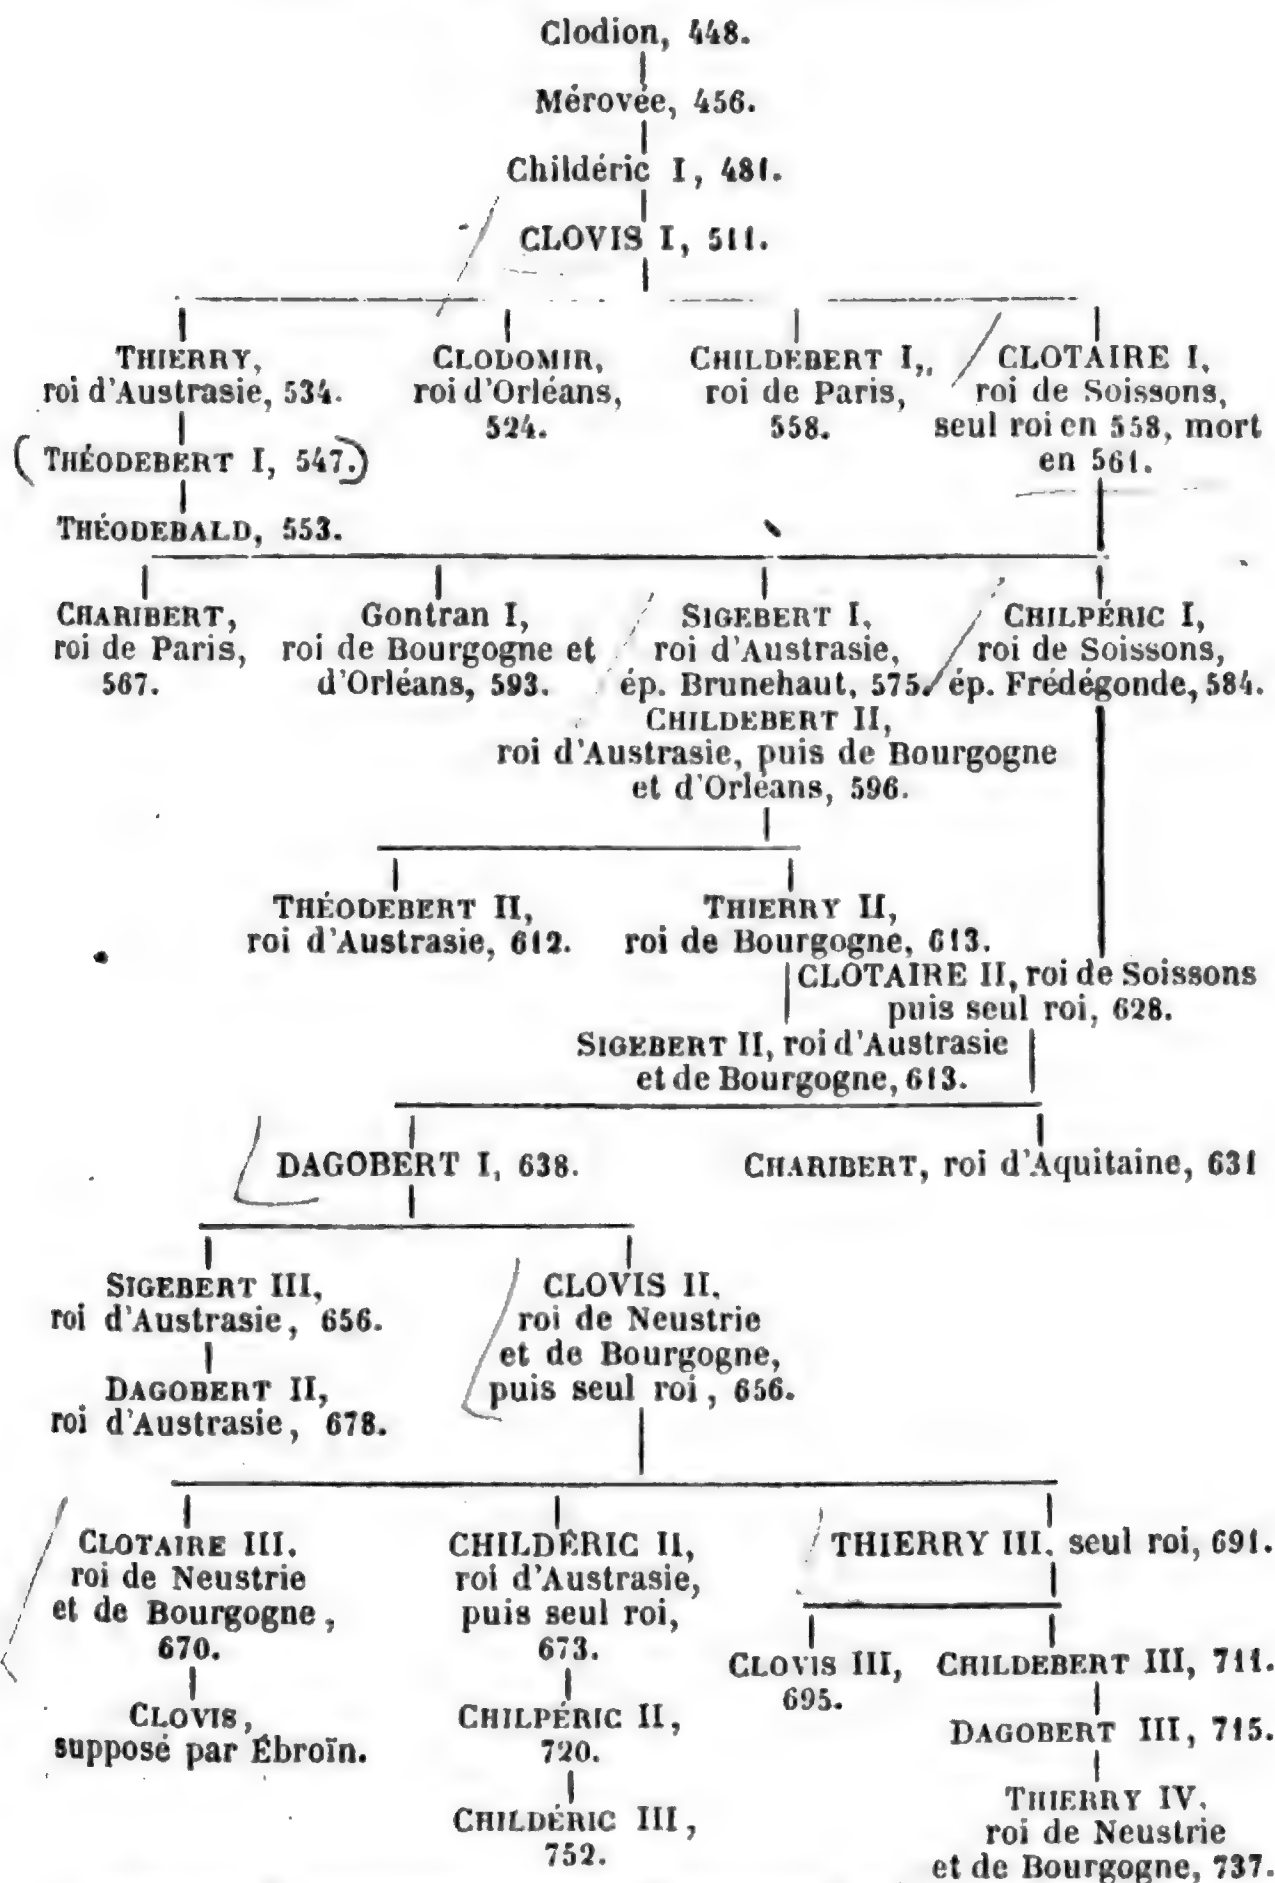 Clodion, 448.
Mérovée, 456.
Childéric I, 481.
CLOVIS I, 511.
THIERRY,
roi d'Austrasie, 534.
CLODOMIR,
roi d'Orléans,
524.
CHILDEBERT I,
roi de Paris,
558.
CLOTAIRE I,
roi de Soissons,
seul roi en 558, mort
en 561.
(THÉODEBERT I, 547.)
THÉODEBALD, 553.
CHARIBERT,
roi de Paris,
567.
Gontran I,
roi de Bourgogne et
d'Orléans, 593.
SIGEBERT I,
roi d'Austrasie,
ép. Brunehaut, 575.
CHILPÉRIC I,
roi de Soissons,
ép. Frédégonde, 584.
CHILDEBERT II,
roi d'Austrasie, puis de Bourgogne
et d'Orléans, 596.
THÉODEBERT II,
roi d'Austrasie, 612.
THIERRY II,
roi de Bourgogne, 613.
CLOTAIRE II, roi de Soissons
puis seul roi, 628.
SIGEBERT II, roi d'Austrasie
et de Bourgogne, 613.
DAGOBERT I, 638.
CHARIBERT, roi d'Aquitaine, 631
SIGEBERT III,
roi d'Austrasie, 656.
DAGOBERT II,
roi d'Austrasie, 678.
CLOVIS II.
roi de Neustrie
et de Bourgogne,
puis seul roi, 656.
CLOTAIRE III.
roi de Neustrie
et de Bourgogne,
670.
CLOVIS,
supposé par Ébroïn.
CHILDÉRIC II,
roi d'Austrasie,
puis seul roi,
673.
CHILPÉRIC II,
720.
CHILDÉRIC III,
752.
THIERRY III. seul roi, 691.
CLOVIS III,
695.
CHILDEBERT III, 711.
DAGOBERT III, 715.
THIERRY IV.
roi de Neustrie
et de Bourgogne, 737.